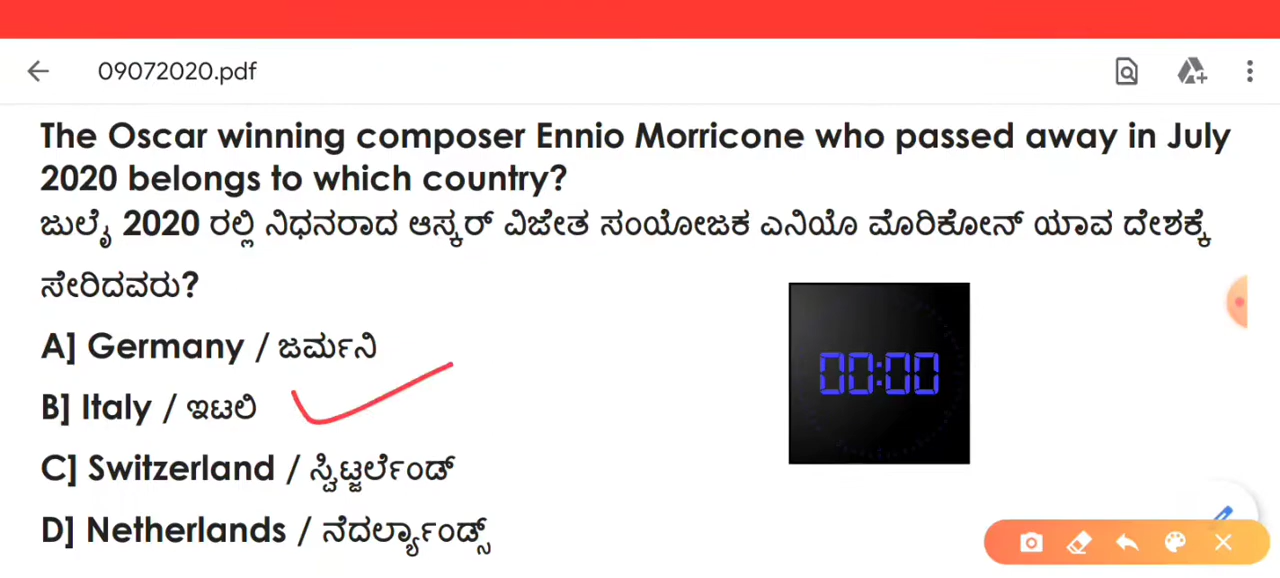 09072020.pdf
The Oscar winning composer Ennio Morricone who passed away in July
2020 belongs to which country?
ಜುಲೈ 2020 ರಲ್ಲಿ ನಿಧನರಾದ ಆಸ್ಕರ್ ವಿಜೇತ ಸಂಯೋಜಕ ಎನಿಯೊ ಮೊರಿಕೋನ್ ಯಾವ ದೇಶಕ್ಕೆ
ಸೇರಿದವರು?
A] Germany / ಜರ್ಮನಿ
B] Italy / ಇಟಲಿ
00:00
C] Switzerland / ಸ್ವಿಟ್ಜರ್ಲೆಂಡ್
D] Netherlands / ನೆದರ್ಲ್ಯಾಂಡ್ಸ್